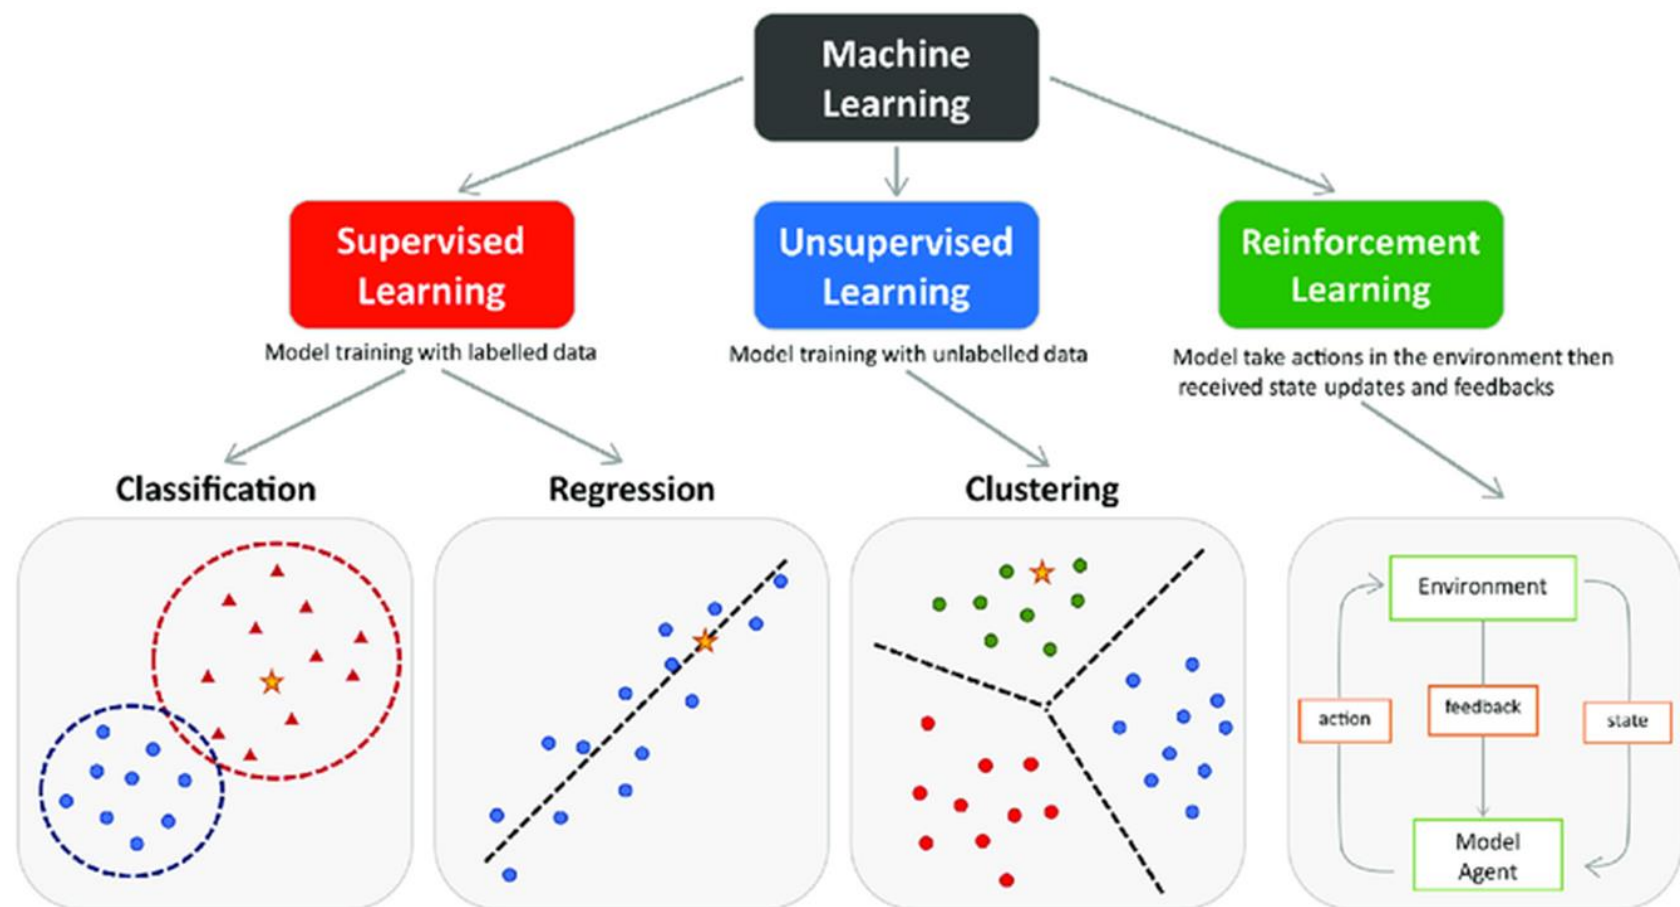 Machine
Learning
Supervised
Learning
Unsupervised
Learning
Reinforcement
Learning
Model training with labelled data
Model training with unlabelled data
Model take actions in the environment then
received state updates and feedbacks
Classification
Regression
Clustering
Environment
action
feedback
state
Model
Agent